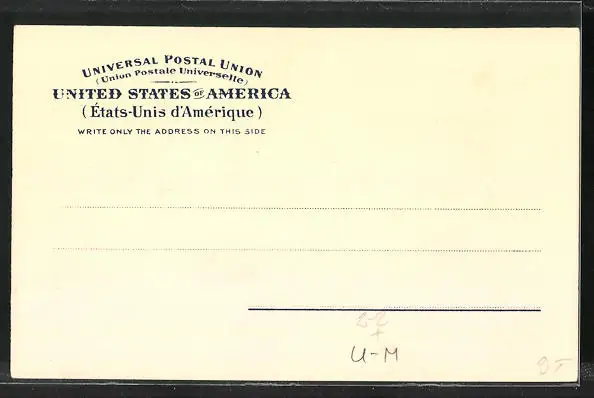 UNIVERSAL POSTAL UNION
(Union Postale Universelle)
UNITED STATES OF AMERICA
(États-Unis d'Amérique)
WRITE ONLY THE ADDRESS ON THIS SIDE
U-M